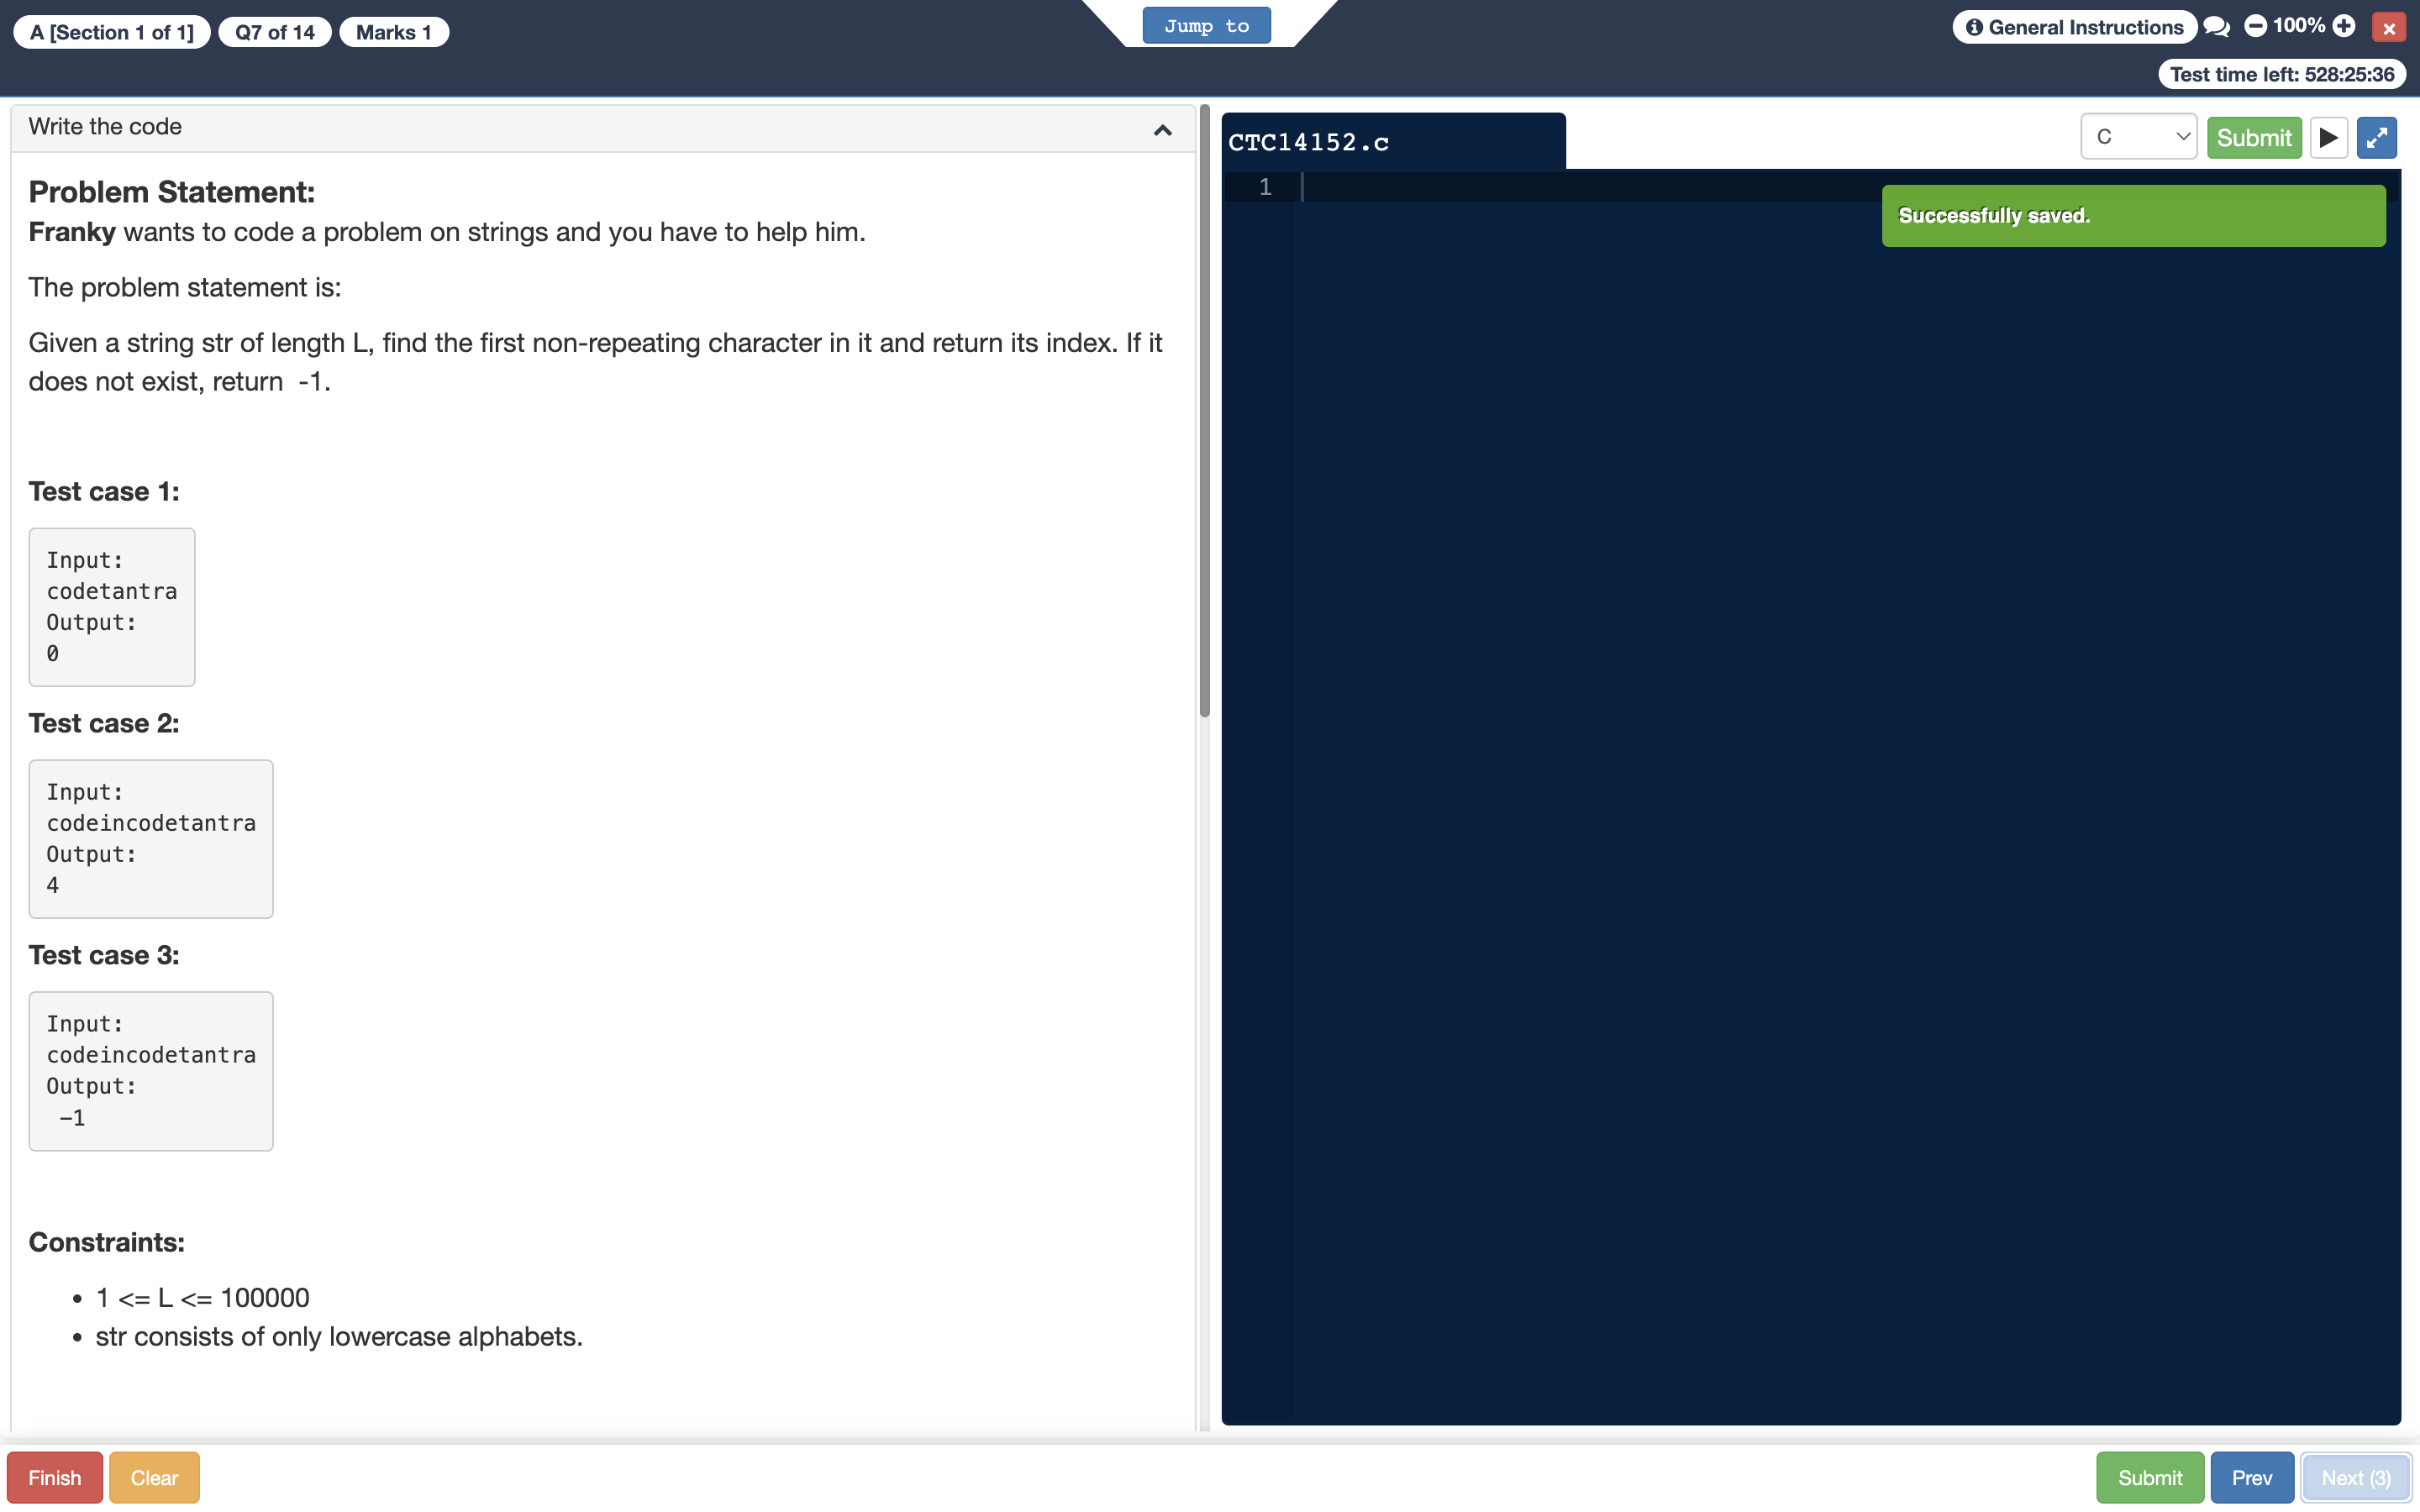 A [Section 1 of 1] Q7 of 14 Marks 1
Jump to
General Instructions 100%
Test time left: 528:25:36
Write the code
Problem Statement:
Franky wants to code a problem on strings and you have to help him.
The problem statement is:
Given a string str of length L, find the first non-repeating character in it and return its index. If it
does not exist, return  -1.
Test case 1:
Input:
codetantra
Output:
0
Test case 2:
Input:
codeincodetantra
Output:
4
Test case 3:
Input:
codeincodetantra
Output:
 -1
Constraints:
• 1 <= L <= 100000
• str consists of only lowercase alphabets.
CTC14152.c
C Submit
1
Successfully saved.
Finish Clear
Submit Prev Next (3)